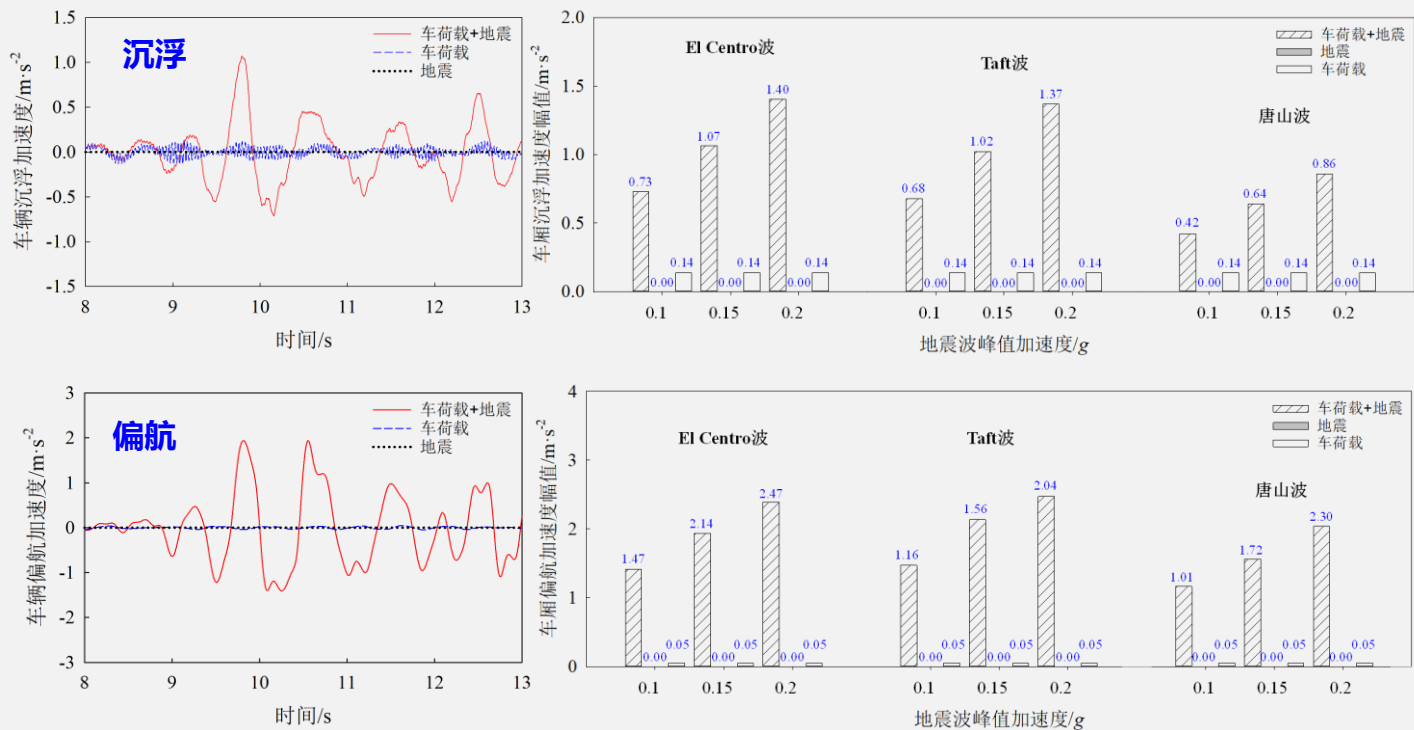 沉浮
车荷载+地震
车荷载
地震
车辆沉浮加速度/m·s⁻²
1.5
1.0
0.5
0.0
-0.5
-1.0
-1.5
8 9 10 11 12 13
时间/s
El Centro波
Taft波
唐山波
车荷载+地震
地震
车荷载
车厢沉浮加速度幅值/m·s⁻²
2.0
1.5
1.0
0.5
0.0
0.73 0.00 0.14 1.07 0.00 0.14 1.40 0.00 0.14
0.68 0.00 0.14 1.02 0.00 0.14 1.37 0.00 0.14
0.42 0.00 0.14 0.64 0.00 0.14 0.86 0.00 0.14
0.1 0.15 0.2 0.1 0.15 0.2 0.1 0.15 0.2
地震波峰值加速度/g
偏航
车荷载+地震
车荷载
地震
车辆偏航加速度/m·s⁻²
3
2
1
0
-1
-2
-3
8 9 10 11 12 13
时间/s
El Centro波
Taft波
唐山波
车荷载+地震
地震
车荷载
车厢偏航加速度幅值/m·s⁻²
4
3
2
1
0
1.47 0.00 0.05 2.14 0.00 0.05 2.47 0.00 0.05
1.16 0.00 0.05 1.56 0.00 0.05 2.04 0.00 0.05
1.01 0.00 0.05 1.72 0.00 0.05 2.30 0.00 0.05
0.1 0.15 0.2 0.1 0.15 0.2 0.1 0.15 0.2
地震波峰值加速度/g